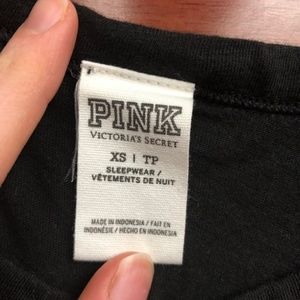 PINK
VICTORIA'S SECRET
XS | TP
SLEEPWEAR /
VÊTEMENTS DE NUIT
MADE IN INDONESIA / FAIT EN
INDONÉSIE / HECHO EN INDONESIA